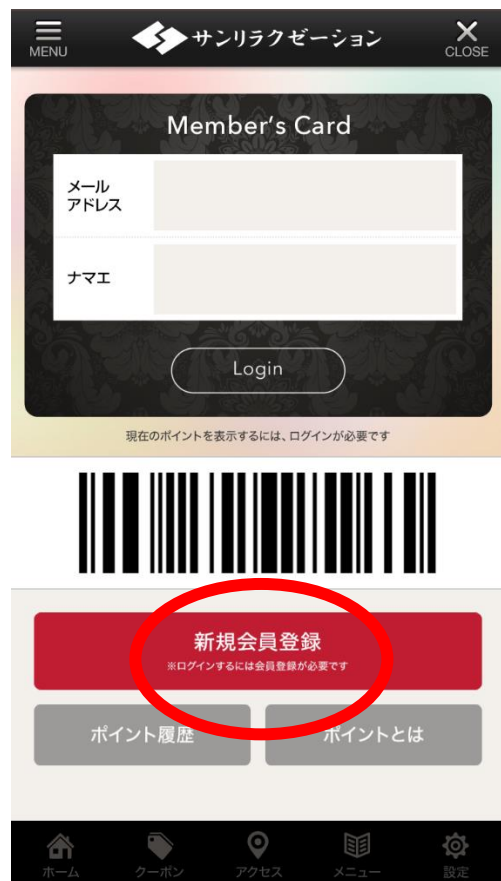 MENU
サンリラクゼーション
CLOSE
Member's Card
メール
アドレス
ナマエ
Login
現在のポイントを表示するには、ログインが必要です
新規会員登録
※ログインするには会員登録が必要です
ポイント履歴
ポイントとは
ホーム
クーポン
アクセス
メニュー
設定